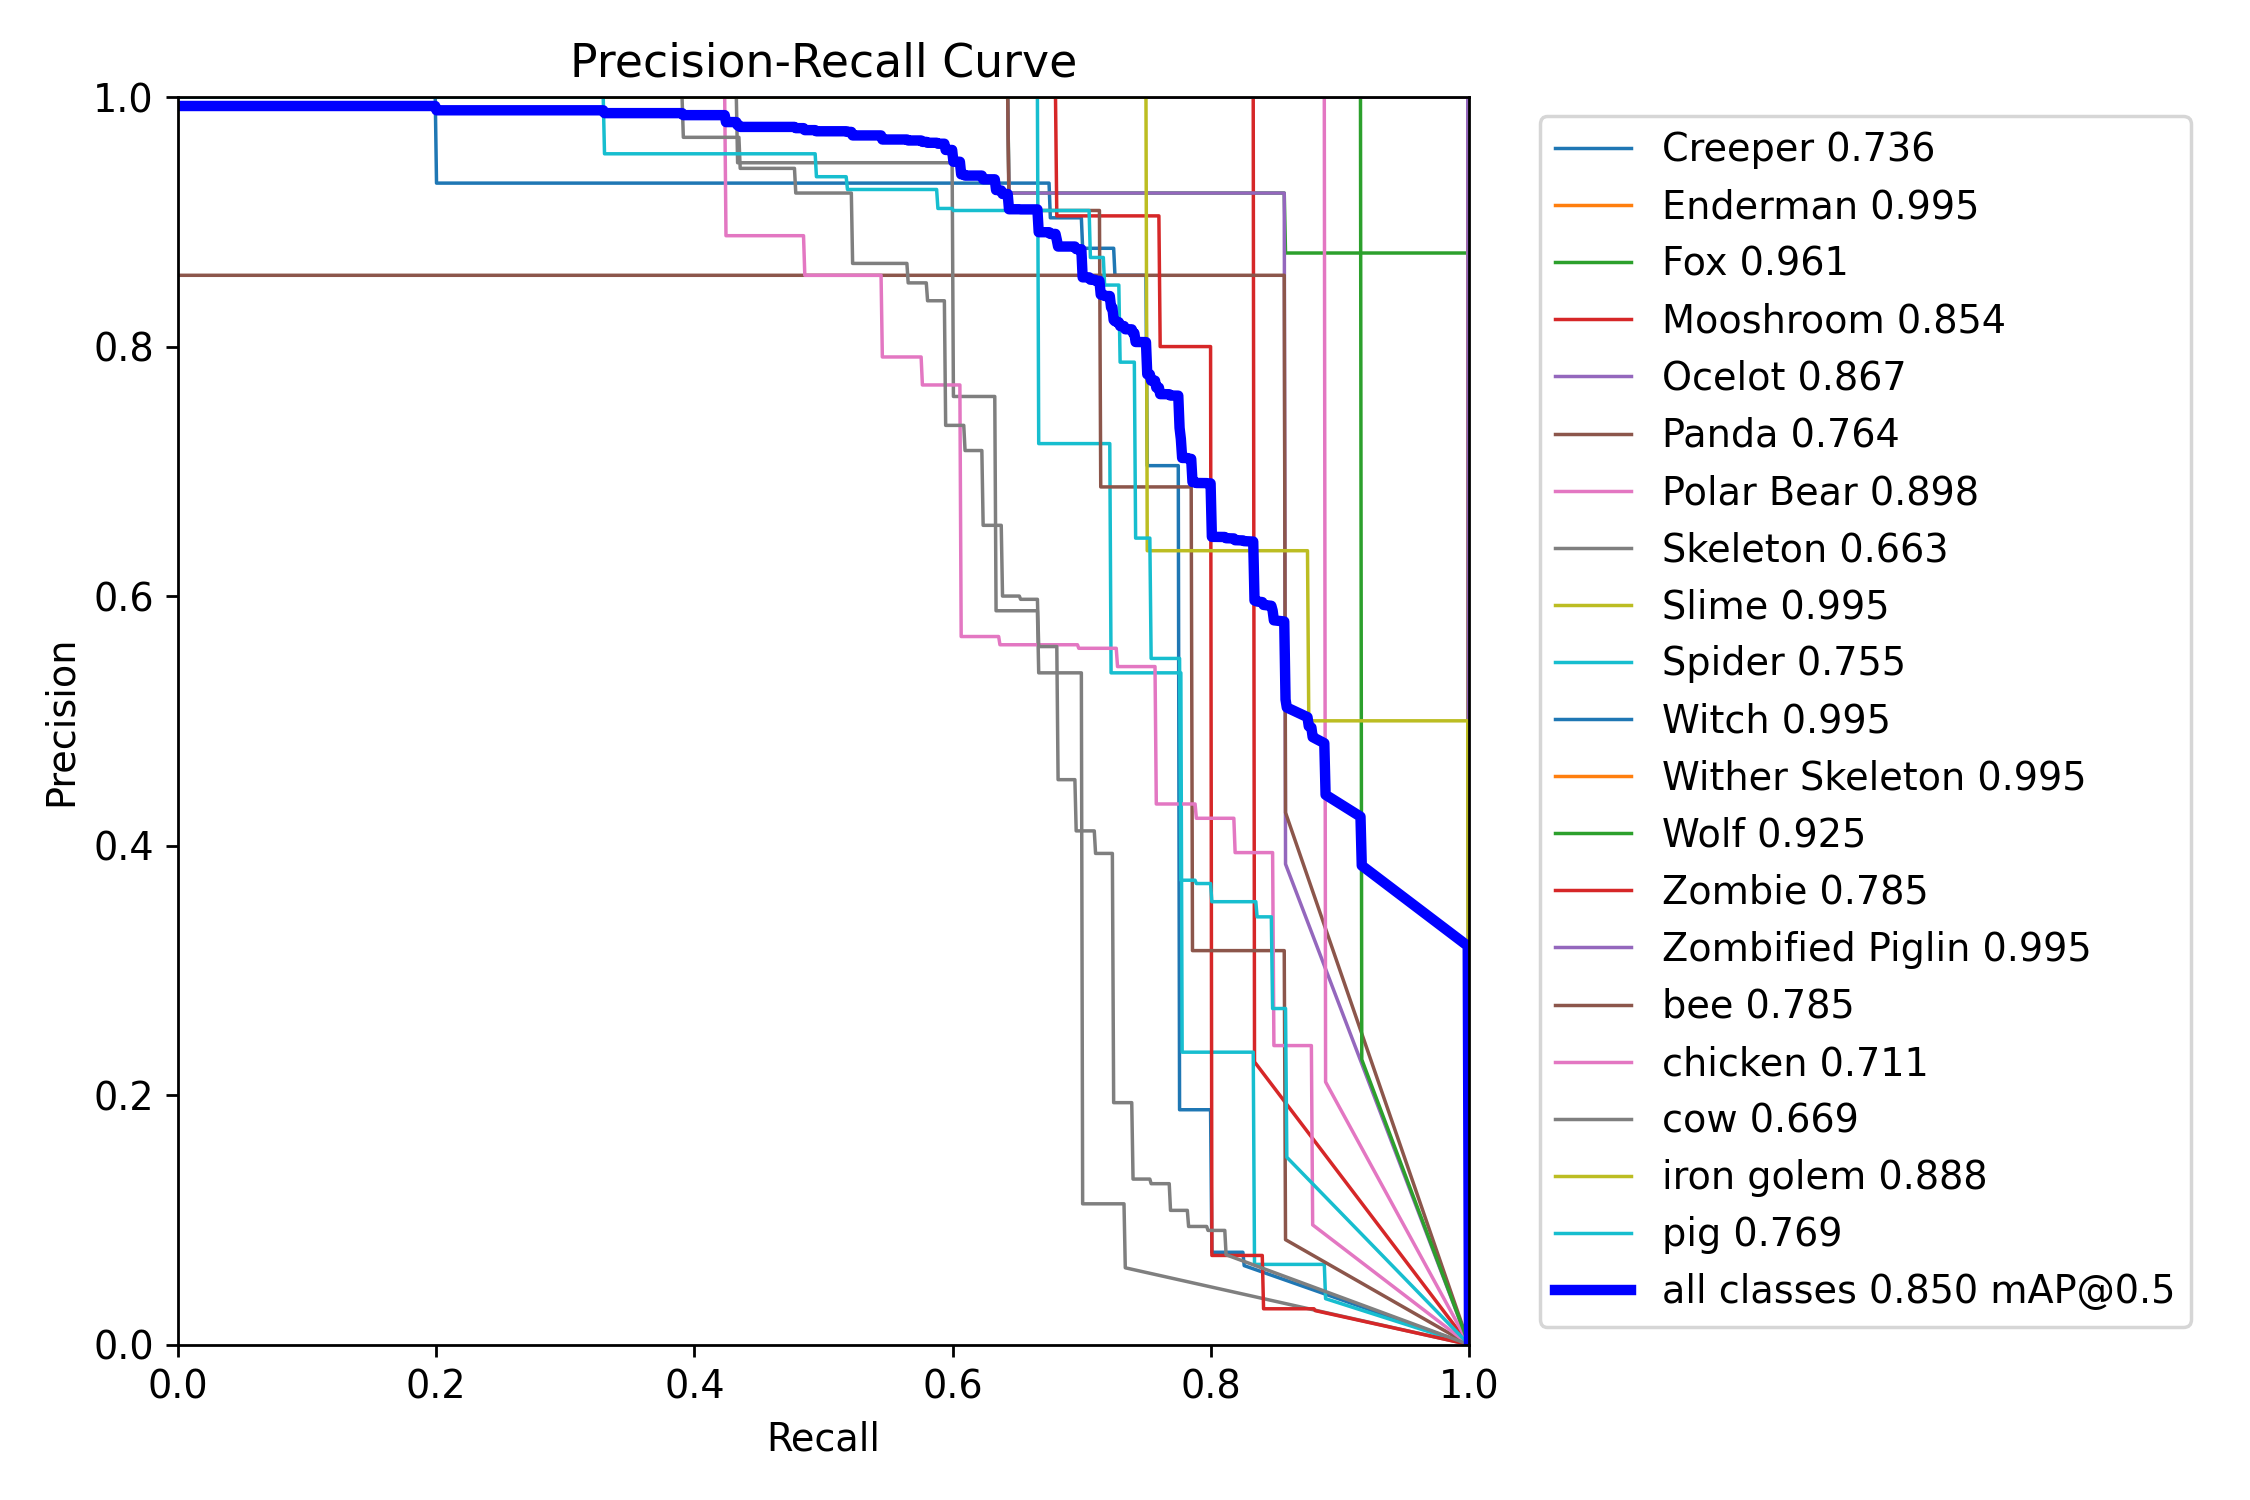 Precision-Recall Curve
1.0
0.8
0.6
0.4
0.2
0.0
Precision
0.0 0.2 0.4 0.6 0.8 1.0
Recall
Creeper 0.736
Enderman 0.995
Fox 0.961
Mooshroom 0.854
Ocelot 0.867
Panda 0.764
Polar Bear 0.898
Skeleton 0.663
Slime 0.995
Spider 0.755
Witch 0.995
Wither Skeleton 0.995
Wolf 0.925
Zombie 0.785
Zombified Piglin 0.995
bee 0.785
chicken 0.711
cow 0.669
iron golem 0.888
pig 0.769
all classes 0.850 mAP@0.5